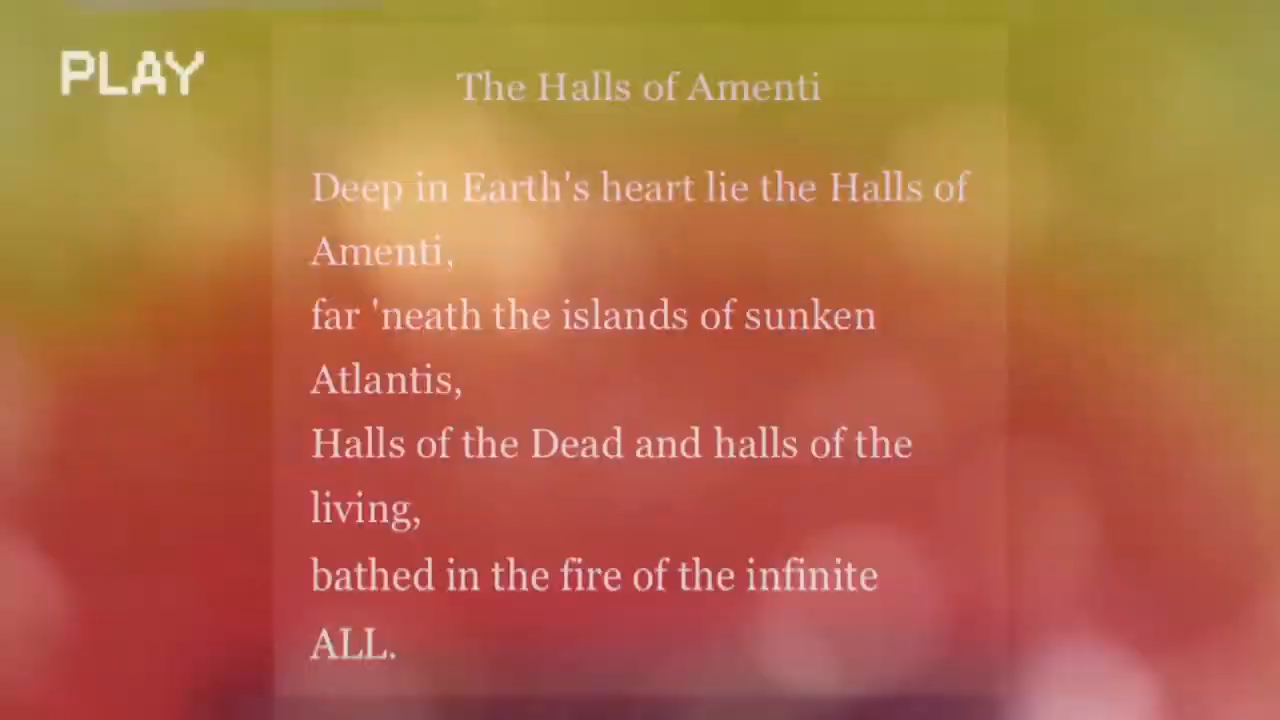 PLAY
The Halls of Amenti
Deep in Earth's heart lie the Halls of
Amenti,
far 'neath the islands of sunken
Atlantis,
Halls of the Dead and halls of the
living,
bathed in the fire of the infinite
ALL.